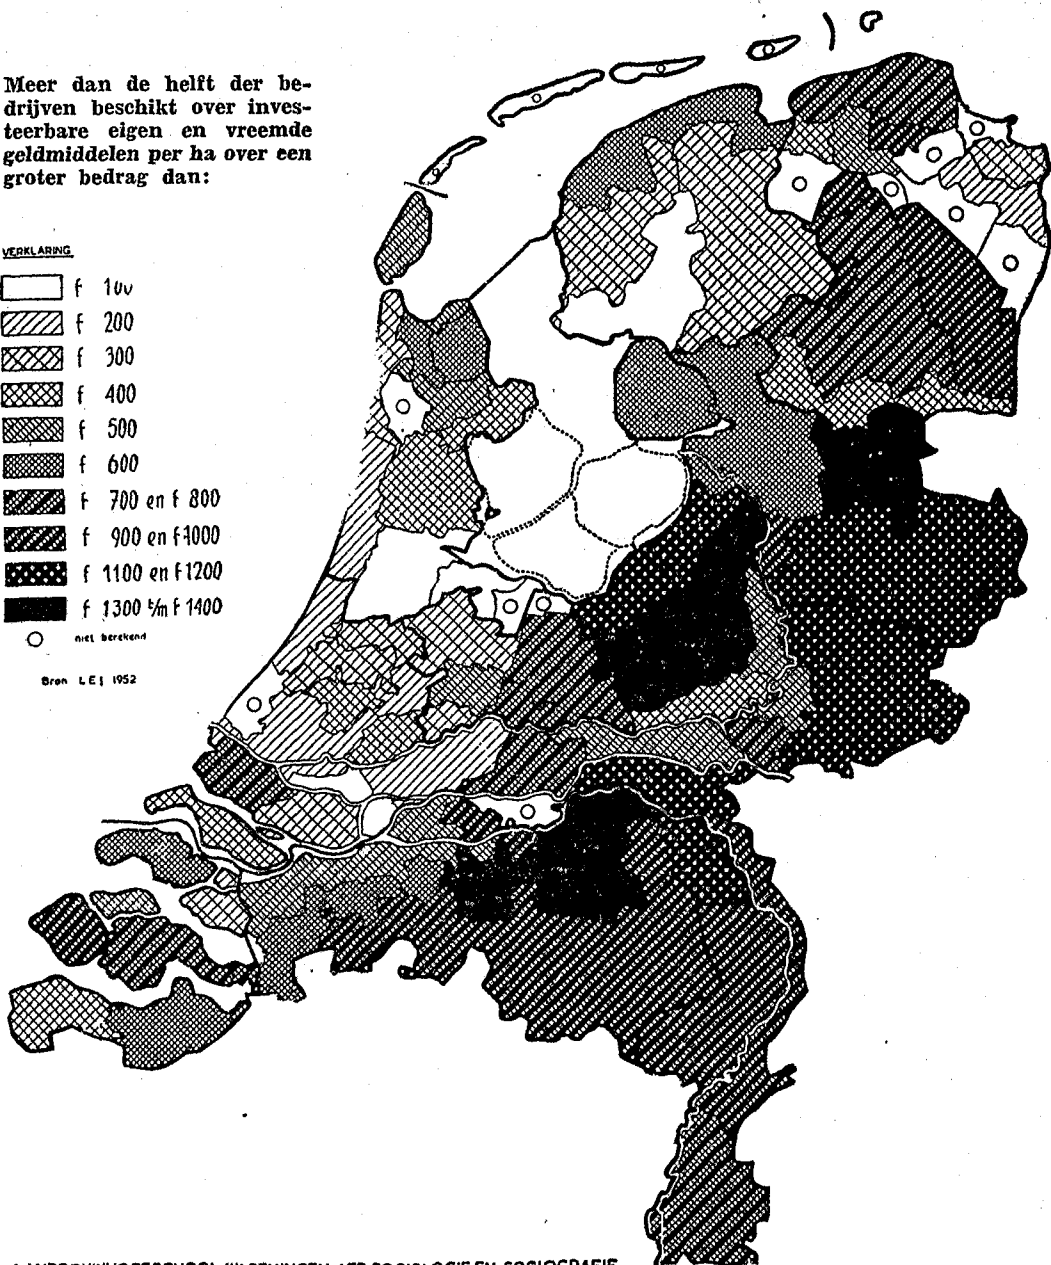 Meer dan de helft der be-
drijven beschikt over inves-
teerbare eigen en vreemde
geldmiddelen per ha over een
groter bedrag dan:
VERKLARING
f 100
f 200
f 300
f 400
f 500
f 600
f 700 en f 800
f 900 en f 1000
f 1100 en f 1200
f 1300 t/m f 1400
niet berekend
Bron L E I 1952